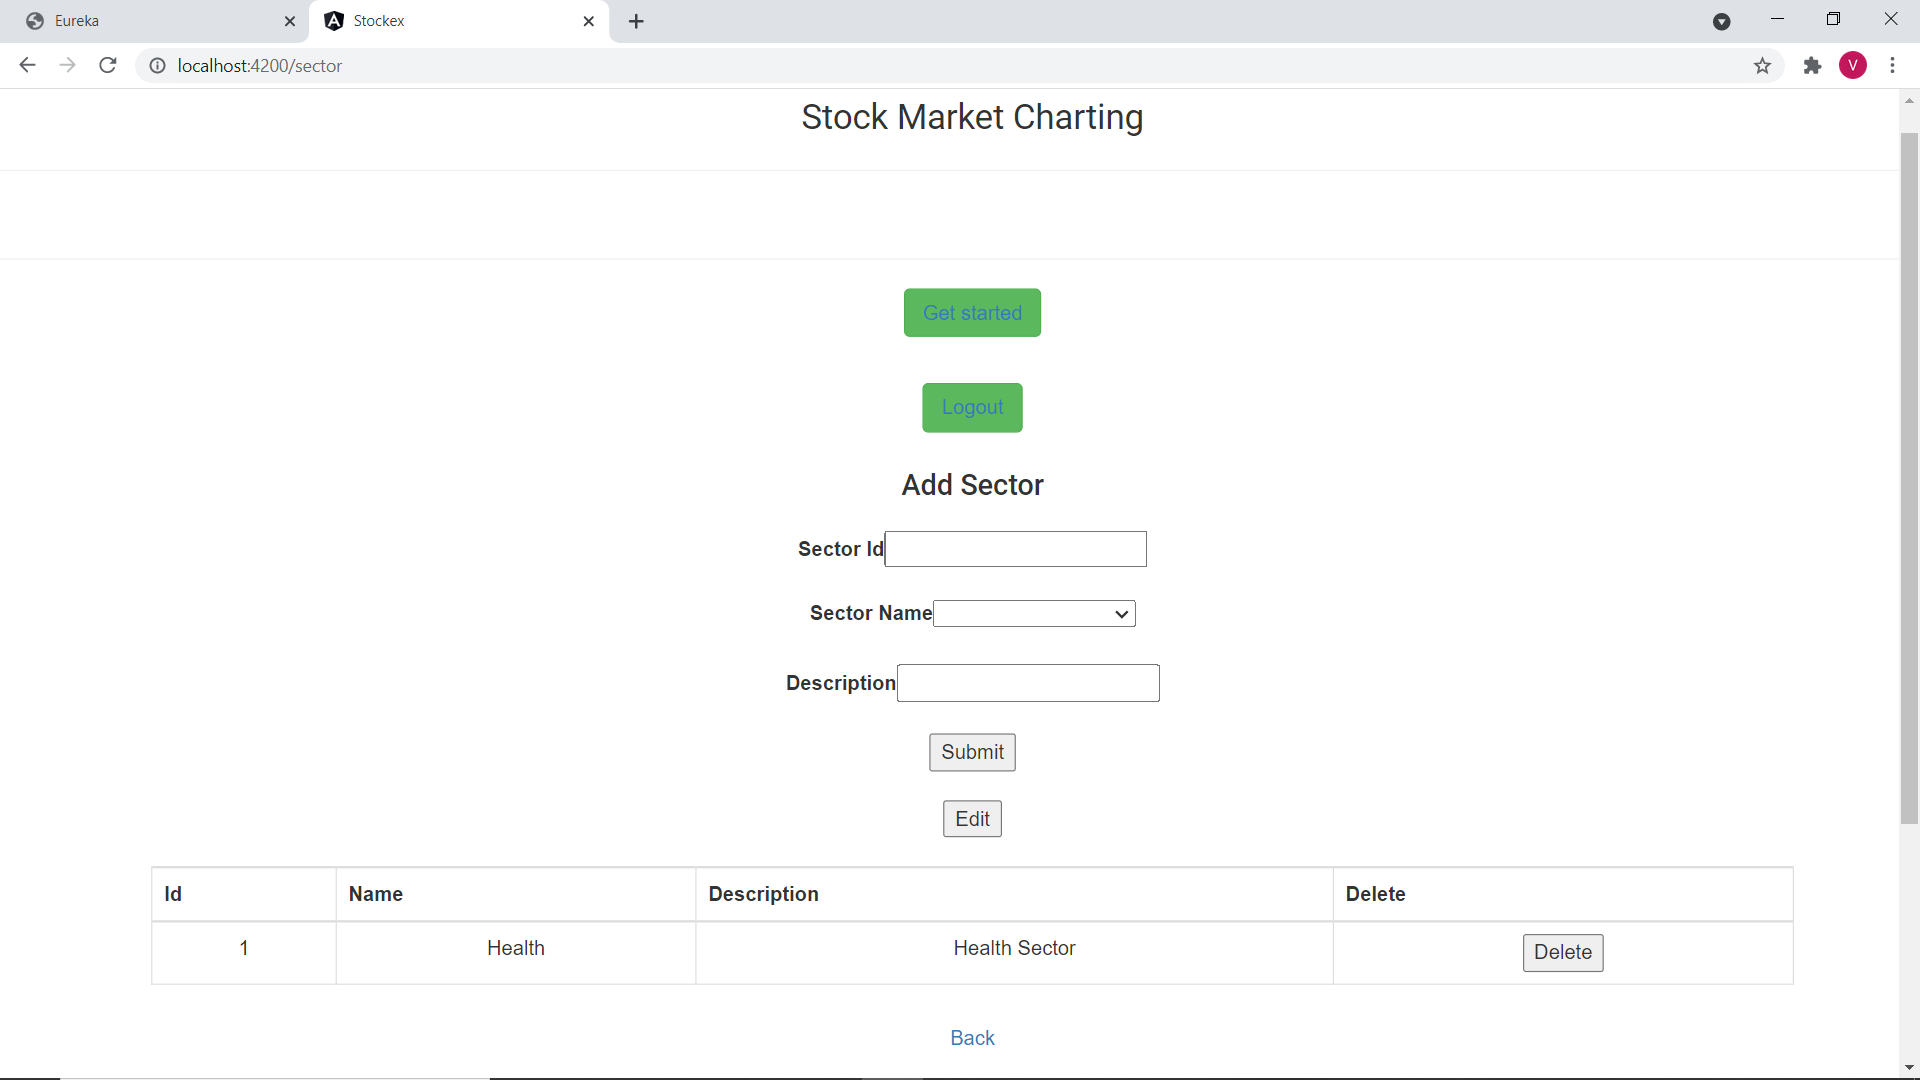 Eureka
Stockex
localhost:4200/sector
V
Stock Market Charting
Get started
Logout
Add Sector
Sector Id
Sector Name
Description
Submit
Edit
Id Name Description Delete
1 Health Health Sector Delete
Back